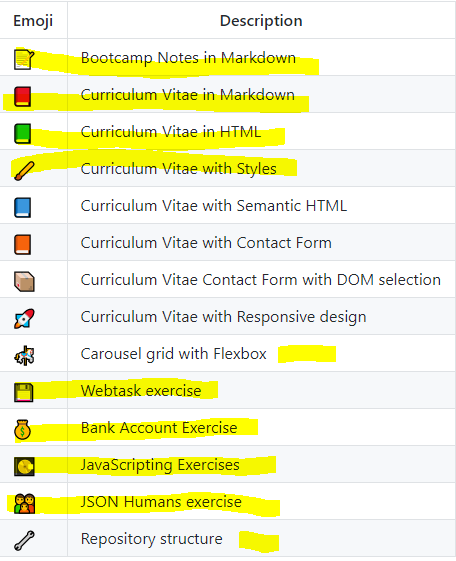 Emoji Description
Bootcamp Notes in Markdown
Curriculum Vitae in Markdown
Curriculum Vitae in HTML
Curriculum Vitae with Styles
Curriculum Vitae with Semantic HTML
Curriculum Vitae with Contact Form
Curriculum Vitae Contact Form with DOM selection
Curriculum Vitae with Responsive design
Carousel grid with Flexbox
Webtask exercise
Bank Account Exercise
JavaScripting Exercises
JSON Humans exercise
Repository structure